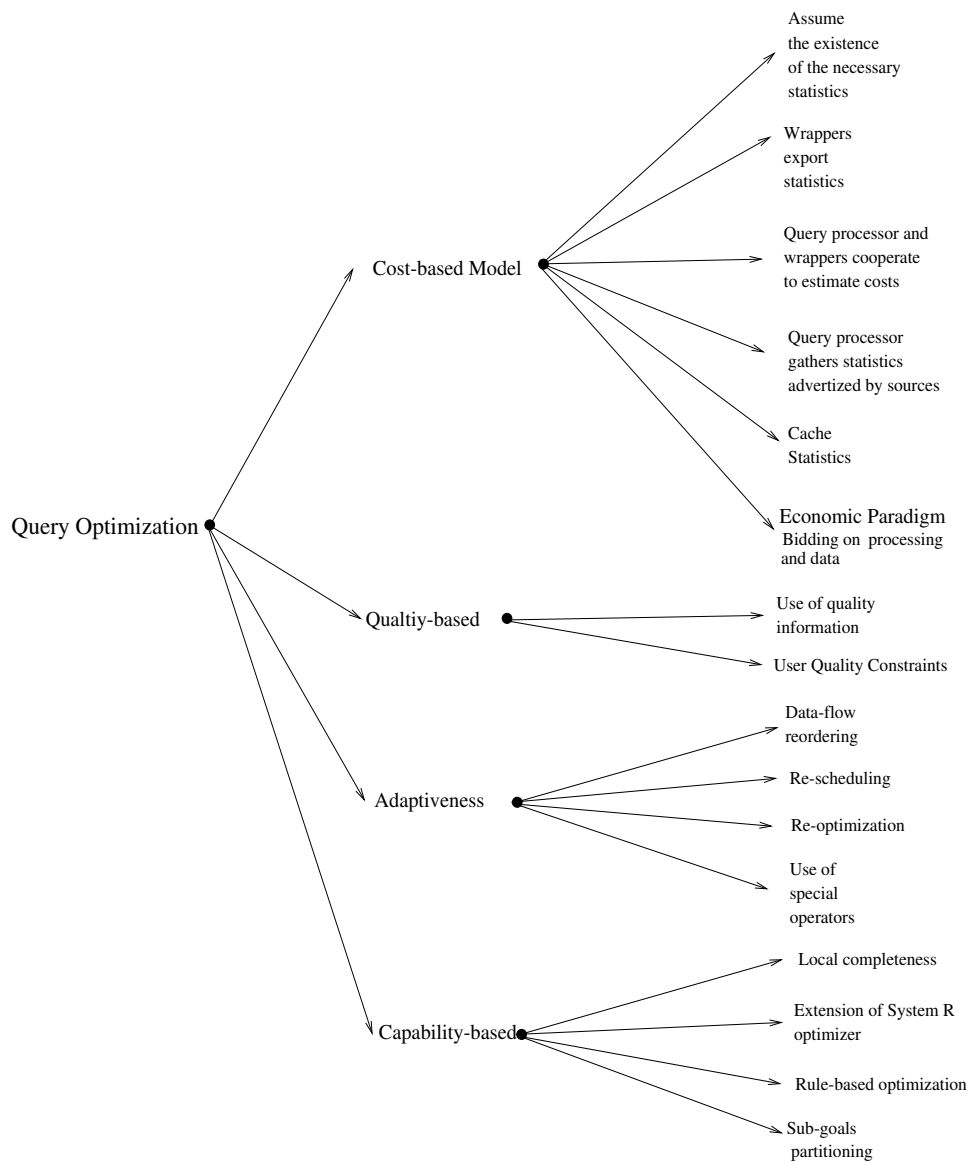 Assume
the existence
of the necessary
statistics
Wrappers
export
statistics
Cost-based Model
Query processor and
wrappers cooperate
to estimate costs
Query processor
gathers statistics
advertized by sources
Cache
Statistics
Query Optimization
Economic Paradigm
Bidding on processing
and data
Qualtiy-based
Use of quality
information
User Quality Constraints
Adaptiveness
Data-flow
reordering
Re-scheduling
Re-optimization
Use of
special
operators
Capability-based
Local completeness
Extension of System R
optimizer
Rule-based optimization
Sub-goals
partitioning